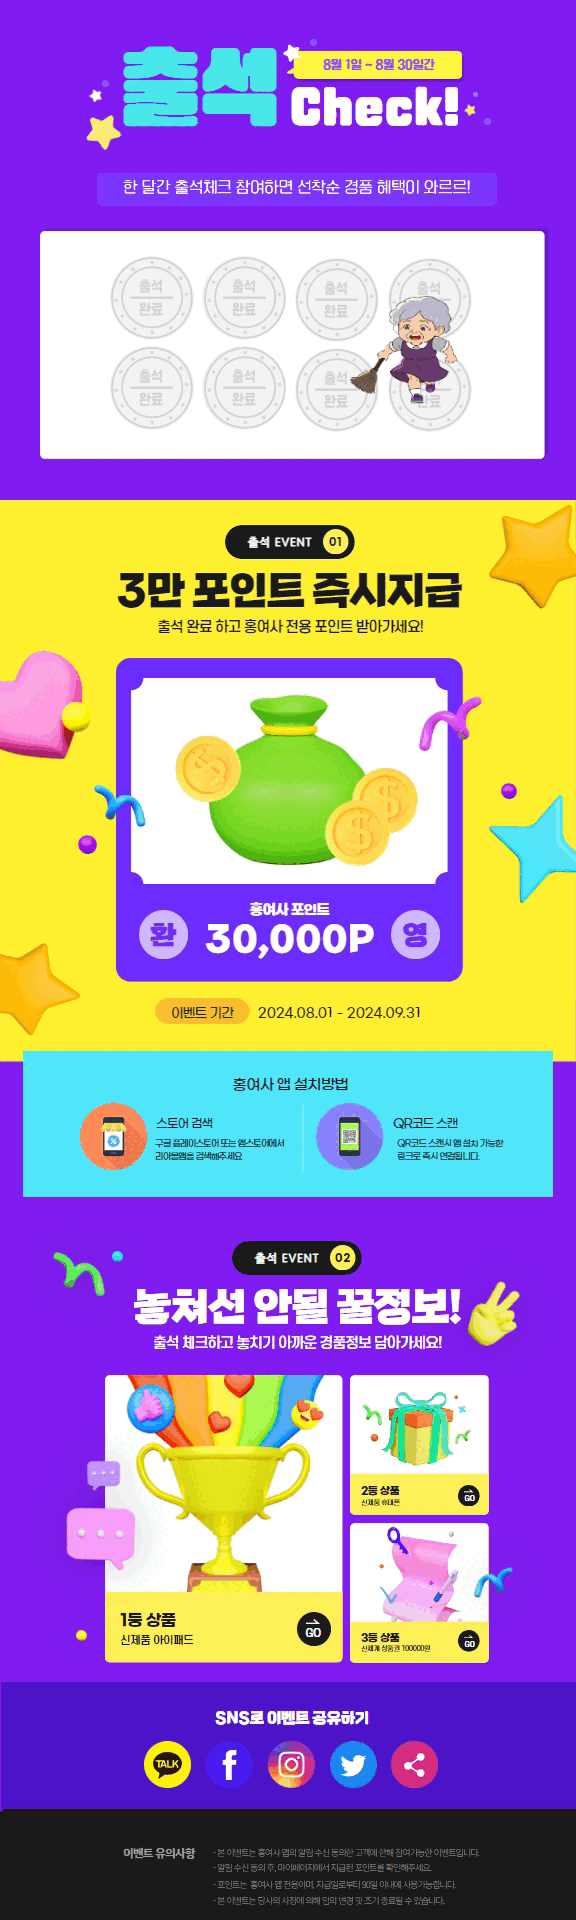 출석
8월 1일 ~ 8월 30일간
Check!
한 달간 출석체크 참여하면 선착순 경품 혜택이 와르르!
출석 출석 출석 출석
완료 완료 완료
출석 출석 출석
완료 완료 완료 완료
출석 EVENT 01
3만 포인트 즉시지급
출석 완료 하고 홍여사 전용 포인트 받아가세요!
홍여사 포인트
환 30,000P 영
이벤트 기간 2024.08.01 - 2024.09.31
홍여사 앱 설치방법
스토어 검색
구글 플레이스토어 또는 앱스토어에서
리어블앱을 검색해주세요
QR코드 스캔
QR코드 스캔시 앱 설치 가능한
링크로 즉시 연결됩니다.
출석 EVENT 02
놓쳐선 안될 꿀정보!
출석 체크하고 놓치기 아까운 경품정보 담아가세요!
1등 상품
신제품 아이패드
GO
2등 상품
신제품 휴대폰
GO
3등 상품
신세계 상품권 100000원
GO
SNS로 이벤트 공유하기
TALK
이벤트 유의사항
- 본 이벤트는 홍여사 앱의 알림 수신 동의한 고객에 한해 참여가능한 이벤트입니다.
- 알림 수신 동의 후, 마이페이지에서 지급된 포인트를 확인해주세요.
- 포인트는 홍여사 앱 전용이며, 지급일로부터 90일 이내에 사용가능합니다.
- 본 이벤트는 당사의 사정에 의해 안의 변경 및 조기 종료될 수 있습니다.